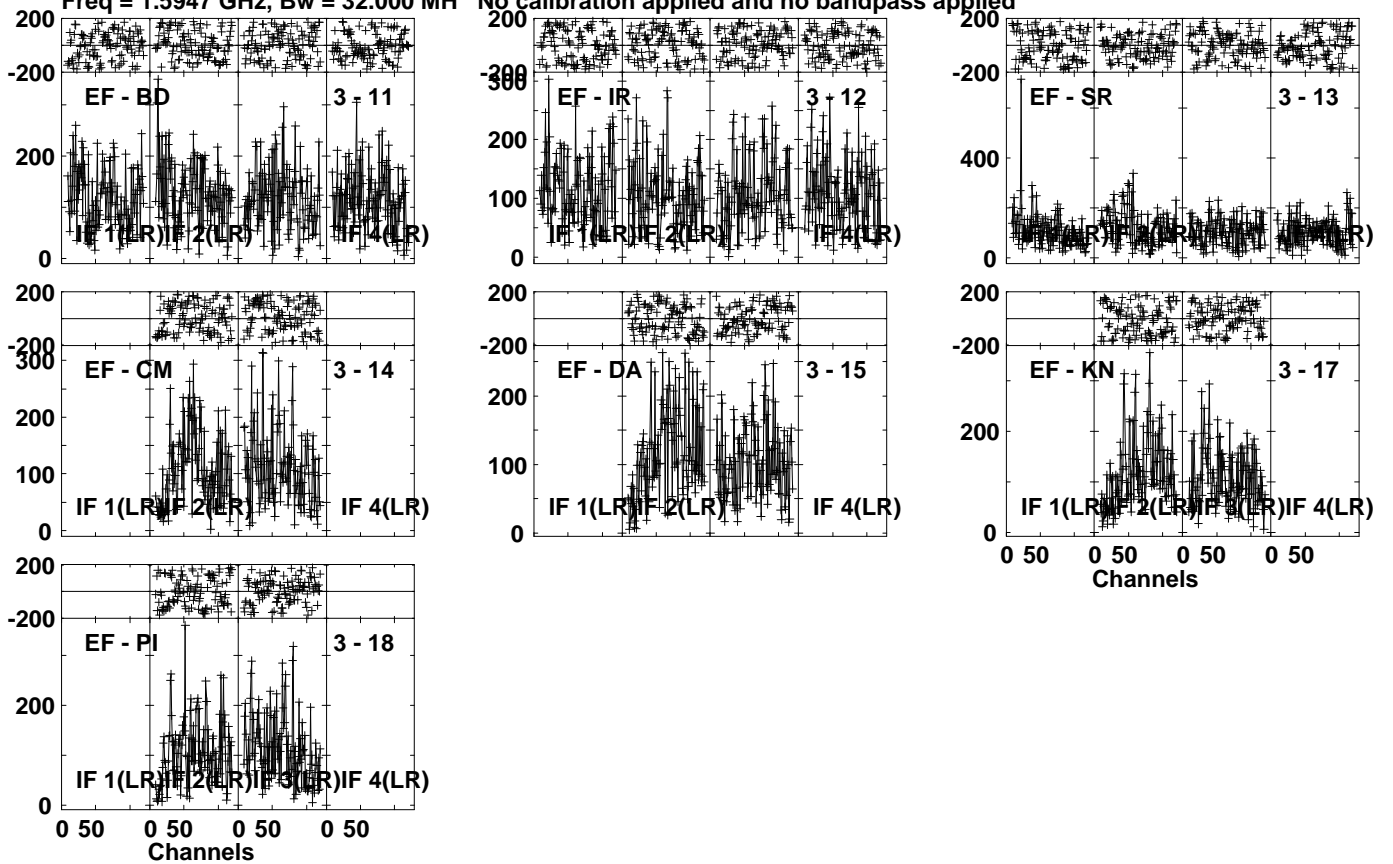 Freq = 1.5947 GHz, Bw = 32.000 MH No calibration applied and no bandpass applied
200
-200
EF - BD 3 - 11
200
IF 1(LR) IF 2(LR) IF 4(LR)
0
200
-200
300
EF - IR 3 - 12
200
100
IF 1(LR) IF 2(LR) IF 4(LR)
0
200
-200
EF - SR 3 - 13
400
200
0
200
-200
300
EF - CM 3 - 14
200
100
IF 1(LR) IF 2(LR) IF 4(LR)
0
200
-200
EF - DA 3 - 15
200
100
IF 1(LR) IF 2(LR) IF 4(LR)
0
200
-200
EF - KN 3 - 17
200
IF 1(LR) IF 2(LR) IF 3(LR) IF 4(LR)
0
0 50 0 50 0 50 0 50
Channels
200
-200
EF - PI 3 - 18
200
IF 1(LR) IF 2(LR) IF 3(LR) IF 4(LR)
0
0 50 0 50 0 50 0 50
Channels